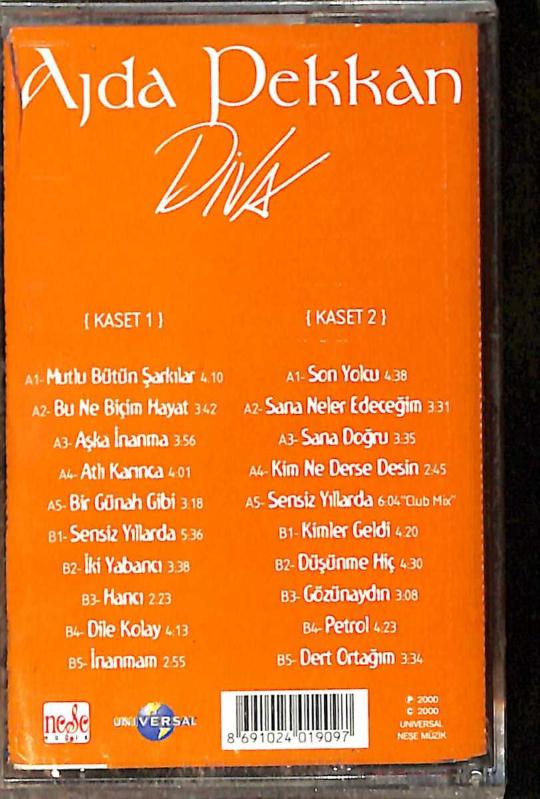 Ajda Pekkan
DivA
{ KASET 1 }
A1- Mutlu Bütün Şarkılar 4:10
A2- Bu Ne Biçim Hayat 3:42
A3- Aşka İnanma 3:56
A4- Atlı Karınca 4:01
A5- Bir Günah Gibi 3:18
B1- Sensiz Yıllarda 5:36
B2- İki Yabancı 3:38
B3- Hancı 2:23
B4- Dile Kolay 4:13
B5- İnanmam 2:55
{ KASET 2 }
A1- Son Yolcu 4:38
A2- Sana Neler Edeceğim 3:31
A3- Sana Doğru 3:35
A4- Kim Ne Derse Desin 2:45
A5- Sensiz Yıllarda 6:04 "Club Mix"
B1- Kimler Geldi 4:20
B2- Düşünme Hiç 4:30
B3- Gözünaydın 3:08
B4- Petrol 4:23
B5- Dert Ortağım 3:34
neşe
MÜZİK
UNIVERSAL
8 691024 019097
P 2000
C 2000
UNIVERSAL
NEŞE MÜZİK